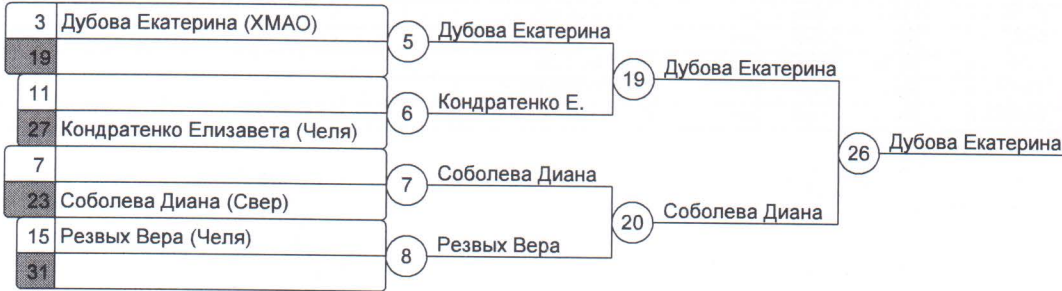 3 Дубова Екатерина (ХМАО)
19
11
27 Кондратенко Елизавета (Челя)
7
23 Соболева Диана (Свер)
15 Резвых Вера (Челя)
31
5 Дубова Екатерина
6 Кондратенко Е.
7 Соболева Диана
8 Резвых Вера
19 Дубова Екатерина
20 Соболева Диана
26 Дубова Екатерина